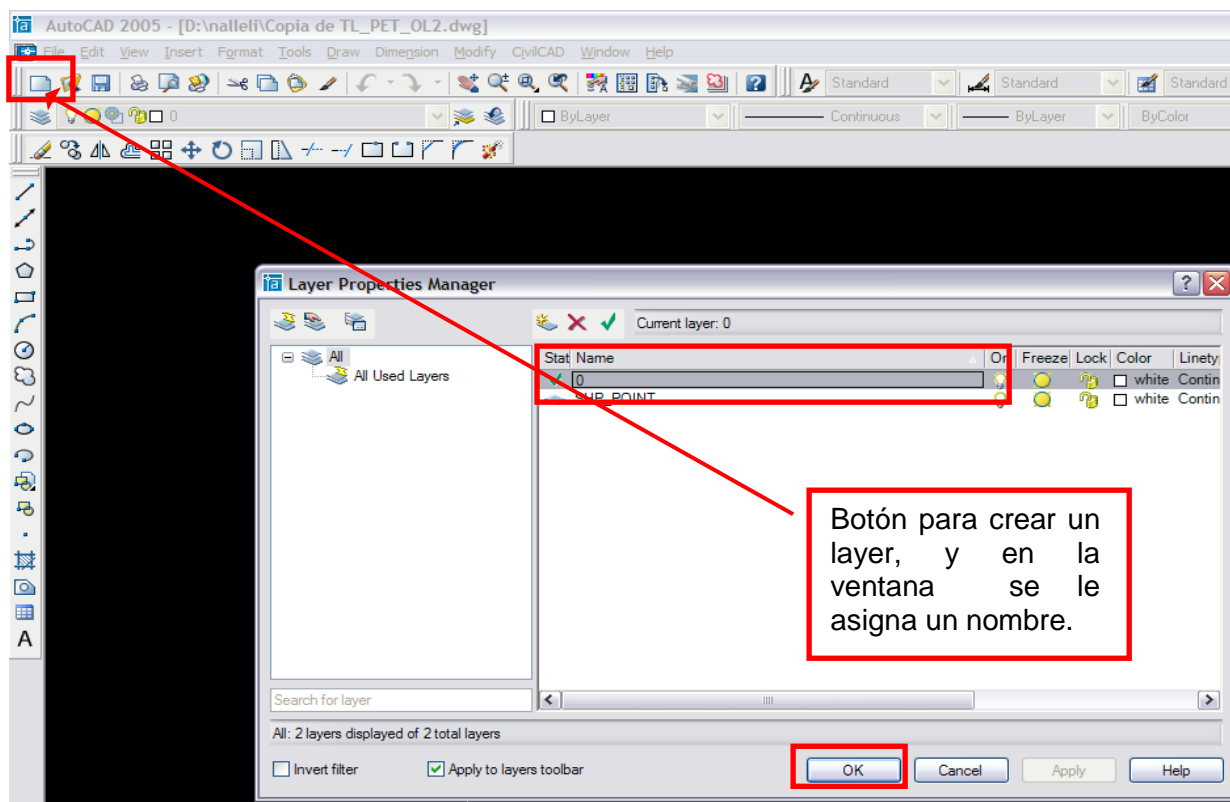 AutoCAD 2005 - [D:\nalleli\Copia de TL_PET_OL2.dwg]
File Edit View Insert Format Tools Draw Dimension Modify CivilCAD Window Help
Standard Standard Standard
0 ByLayer Continuous ByLayer ByColor
Layer Properties Manager
Current layer: 0
All
All Used Layers
Stat Name On Freeze Lock Color Linety
0 white Contin
SUP_POINT white Contin
Botón para crear un
layer, y en la
ventana se le
asigna un nombre.
A
Search for layer
All: 2 layers displayed of 2 total layers
Invert filter Apply to layers toolbar OK Cancel Apply Help